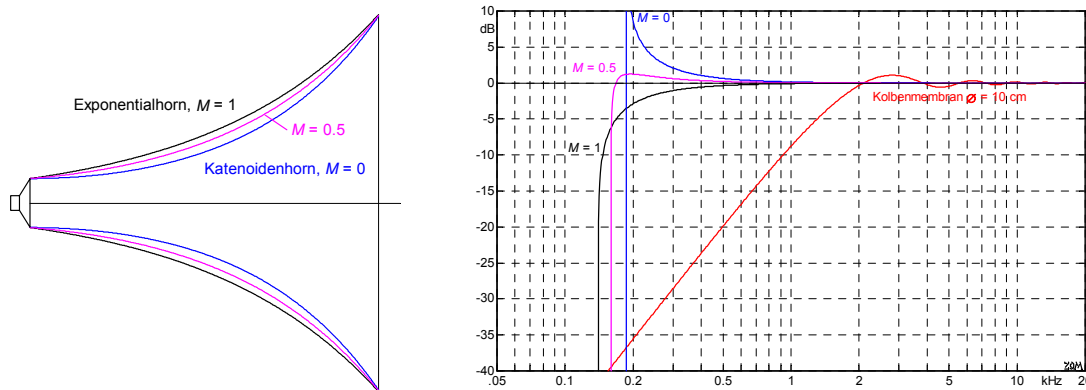 Exponentialhorn, M = 1
M = 0.5
Katenoidenhorn, M = 0
10
dB
5
0
-5
-10
-15
-20
-25
-30
-35
-40
M = 0
M = 0.5
M = 1
Kolbenmembran ø = 10 cm
.05
0.1
0.2
0.5
1
2
5
kHz
20